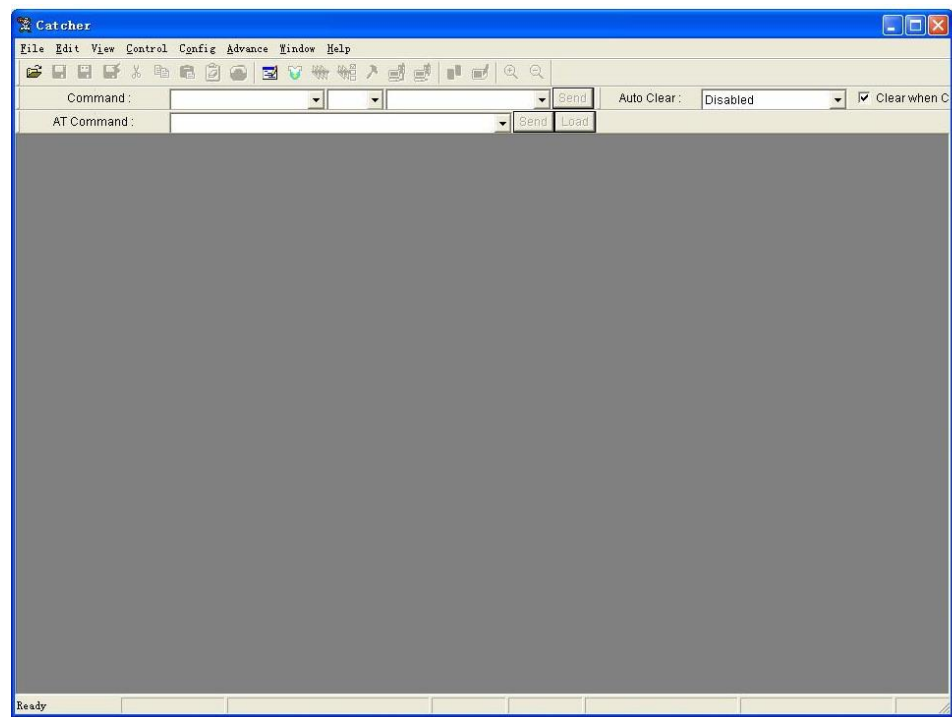 Catcher
File Edit View Control Config Advance Window Help
Command : Send Auto Clear : Disabled Clear when C
AT Command : Send Load
Ready